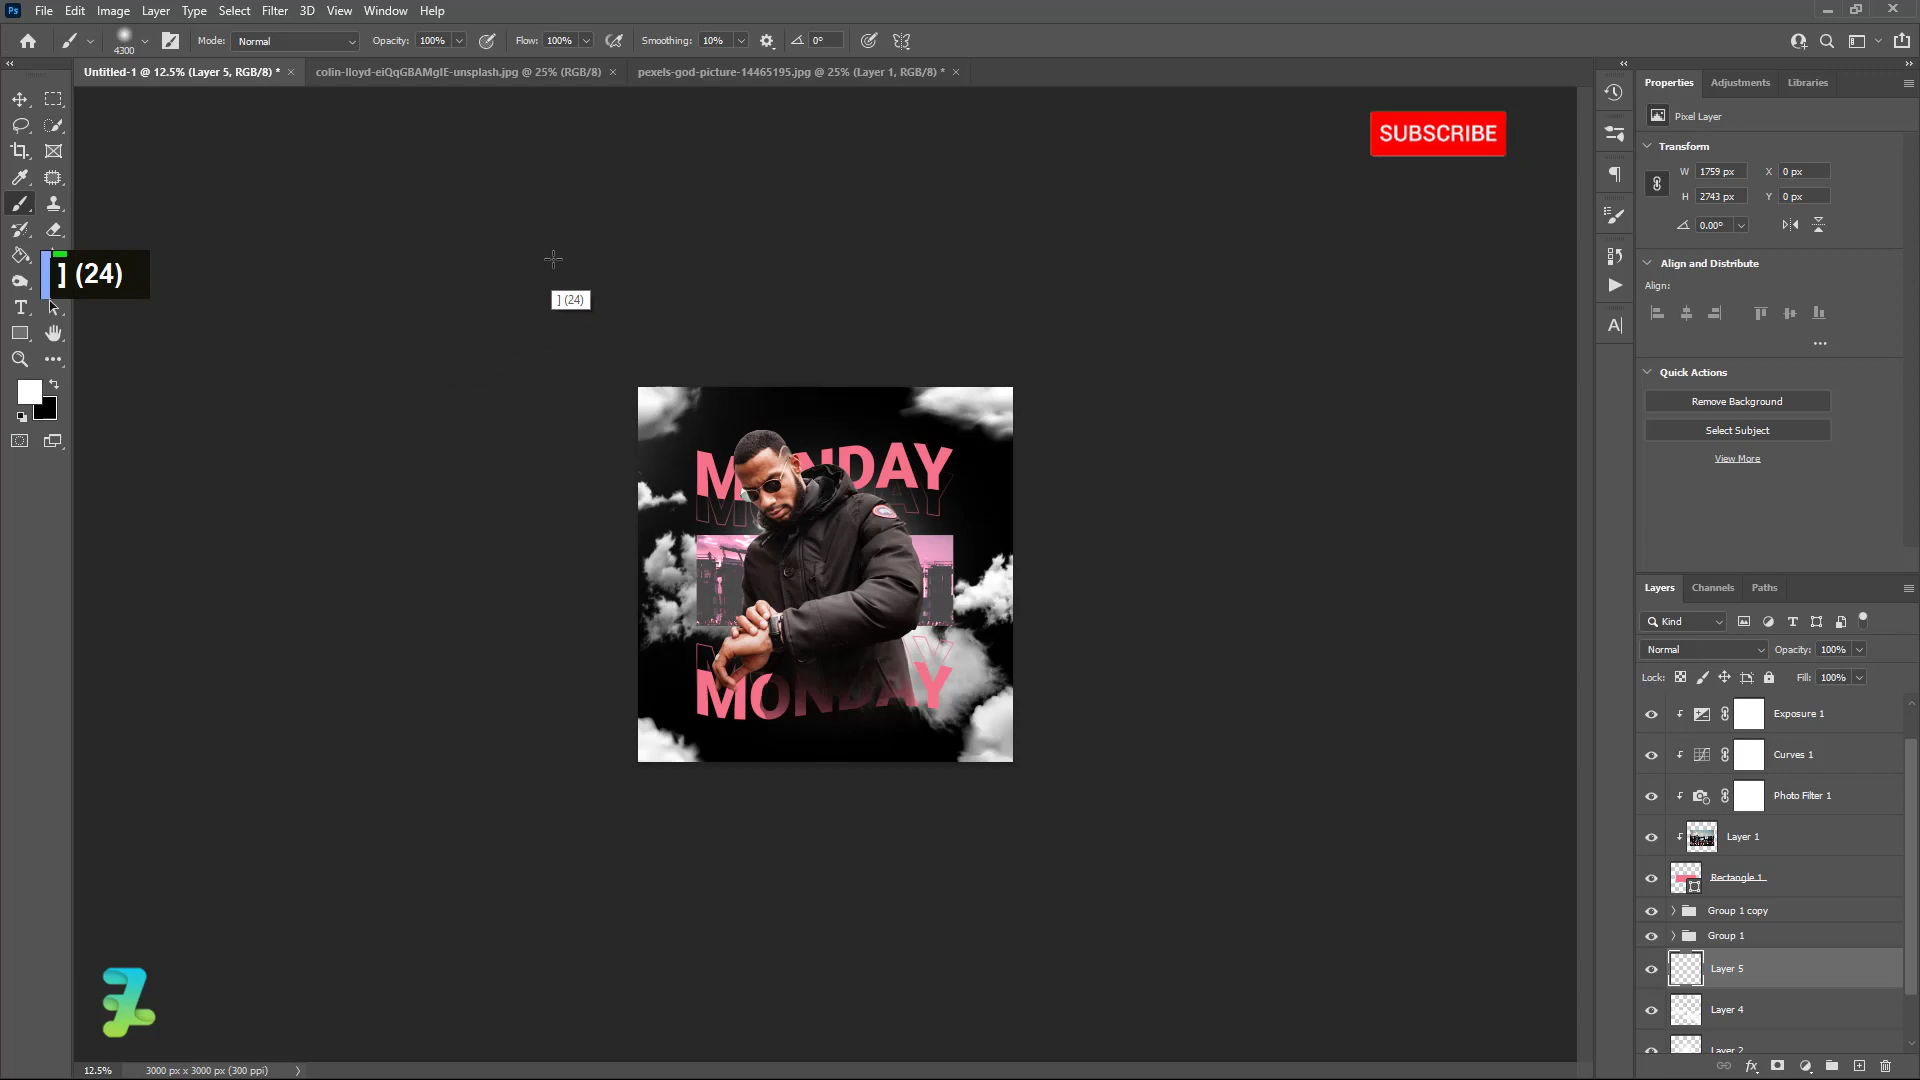 Ps File Edit Image Layer Type Select Filter 3D View Window Help
4300 Mode: Normal Opacity: 100% Flow: 100% Smoothing: 10% 0°
Untitled-1 @ 12.5% (Layer 5, RGB/8) * × colin-lloyd-eiQqGBAMgIE-unsplash.jpg @ 25% (RGB/8) × pexels-god-picture-14465195.jpg @ 25% (Layer 1, RGB/8) * ×
Properties Adjustments Libraries
Pixel Layer
SUBSCRIBE
Transform
W 1759 px X 0 px
H 2743 px Y 0 px
0.00°
Align and Distribute
Align:
] (24)
] (24)
Quick Actions
Remove Background
Select Subject
View More
MONDAY
MONDAY
MONDAY
MONDAY
Layers Channels Paths
Kind
Normal Opacity: 100%
Lock: Fill: 100%
Exposure 1
Curves 1
Photo Filter 1
Layer 1
Rectangle 1
Group 1 copy
Group 1
Layer 5
Layer 4
Layer 2
12.5% 3000 px x 3000 px (300 ppi)